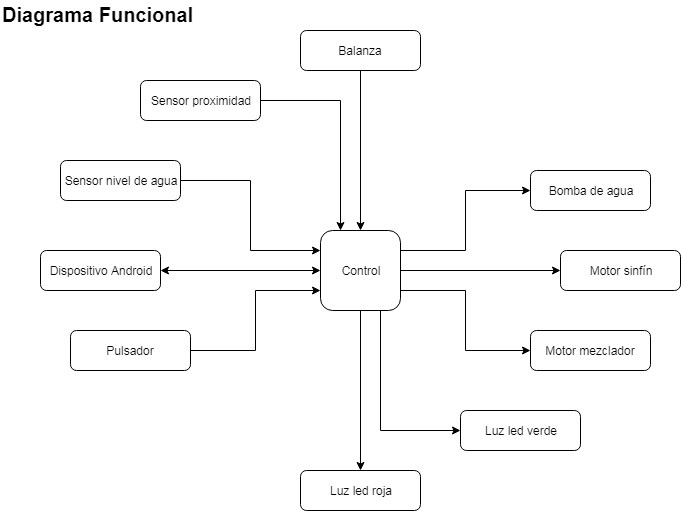 Diagrama Funcional
Balanza
Sensor proximidad
Sensor nivel de agua
Bomba de agua
Dispositivo Android
Control
Motor sinfín
Pulsador
Motor mezclador
Luz led verde
Luz led roja